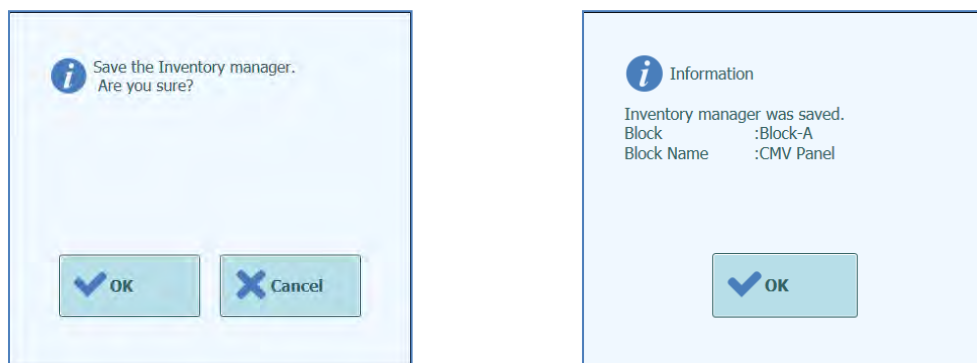 Save the Inventory manager.
Are you sure?
OK
Cancel
Information
Inventory manager was saved.
Block :Block-A
Block Name :CMV Panel
OK